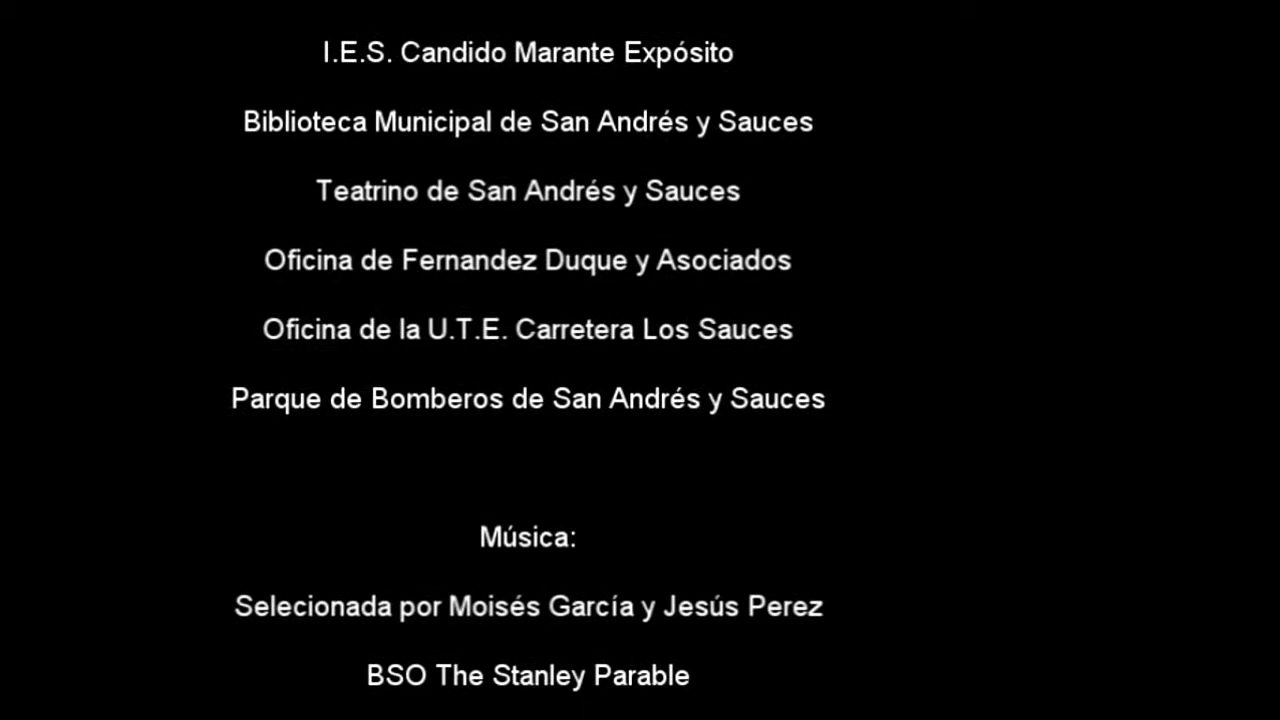 I.E.S. Candido Marante Expósito
Biblioteca Municipal de San Andrés y Sauces
Teatrino de San Andrés y Sauces
Oficina de Fernandez Duque y Asociados
Oficina de la U.T.E. Carretera Los Sauces
Parque de Bomberos de San Andrés y Sauces
Música:
Selecionada por Moisés García y Jesús Perez
BSO The Stanley Parable